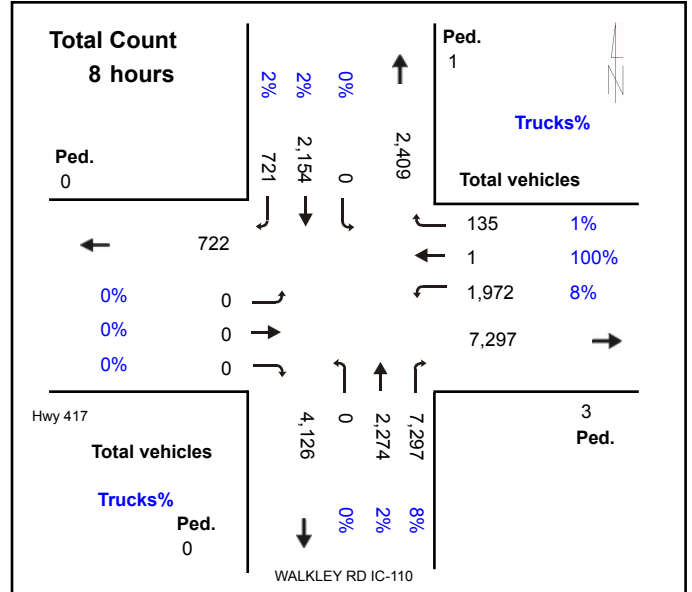 Total Count
8 hours
2% 2% 0%
721 2,154 0 2,409
Ped.
1
N
Trucks%
Total vehicles
Ped.
0
135 1%
1 100%
1,972 8%
7,297
722
0% 0
0% 0
0% 0
Hwy 417
Total vehicles
Trucks%
Ped.
0
4,126 0 2,274 7,297
0% 2% 8%
3
Ped.
WALKLEY RD IC-110